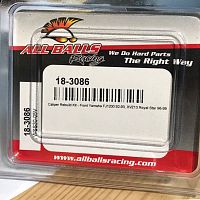 ALL BALLS
Racing
We Do Hard Parts
The Right Way
18-3086
Caliper Rebuild Kit - Front Yamaha FJ1200 92-93, XVZ13 Royal Star 96-99
18-3086
www.allballsracing.com